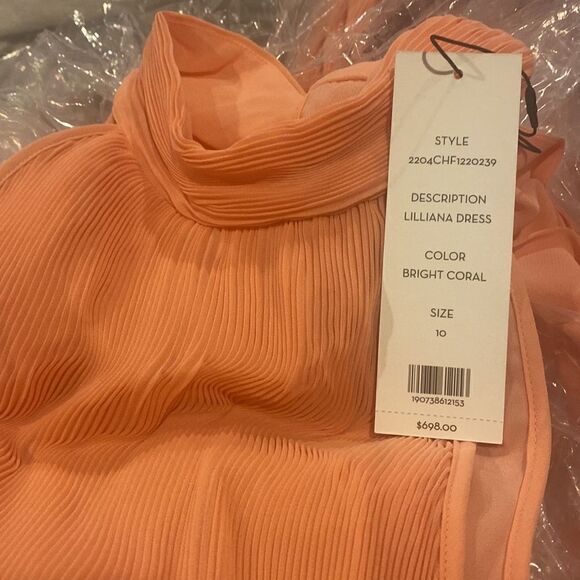 STYLE
2204CHF1220239
DESCRIPTION
LILLIANA DRESS
COLOR
BRIGHT CORAL
SIZE
10
190738612153
$698.00